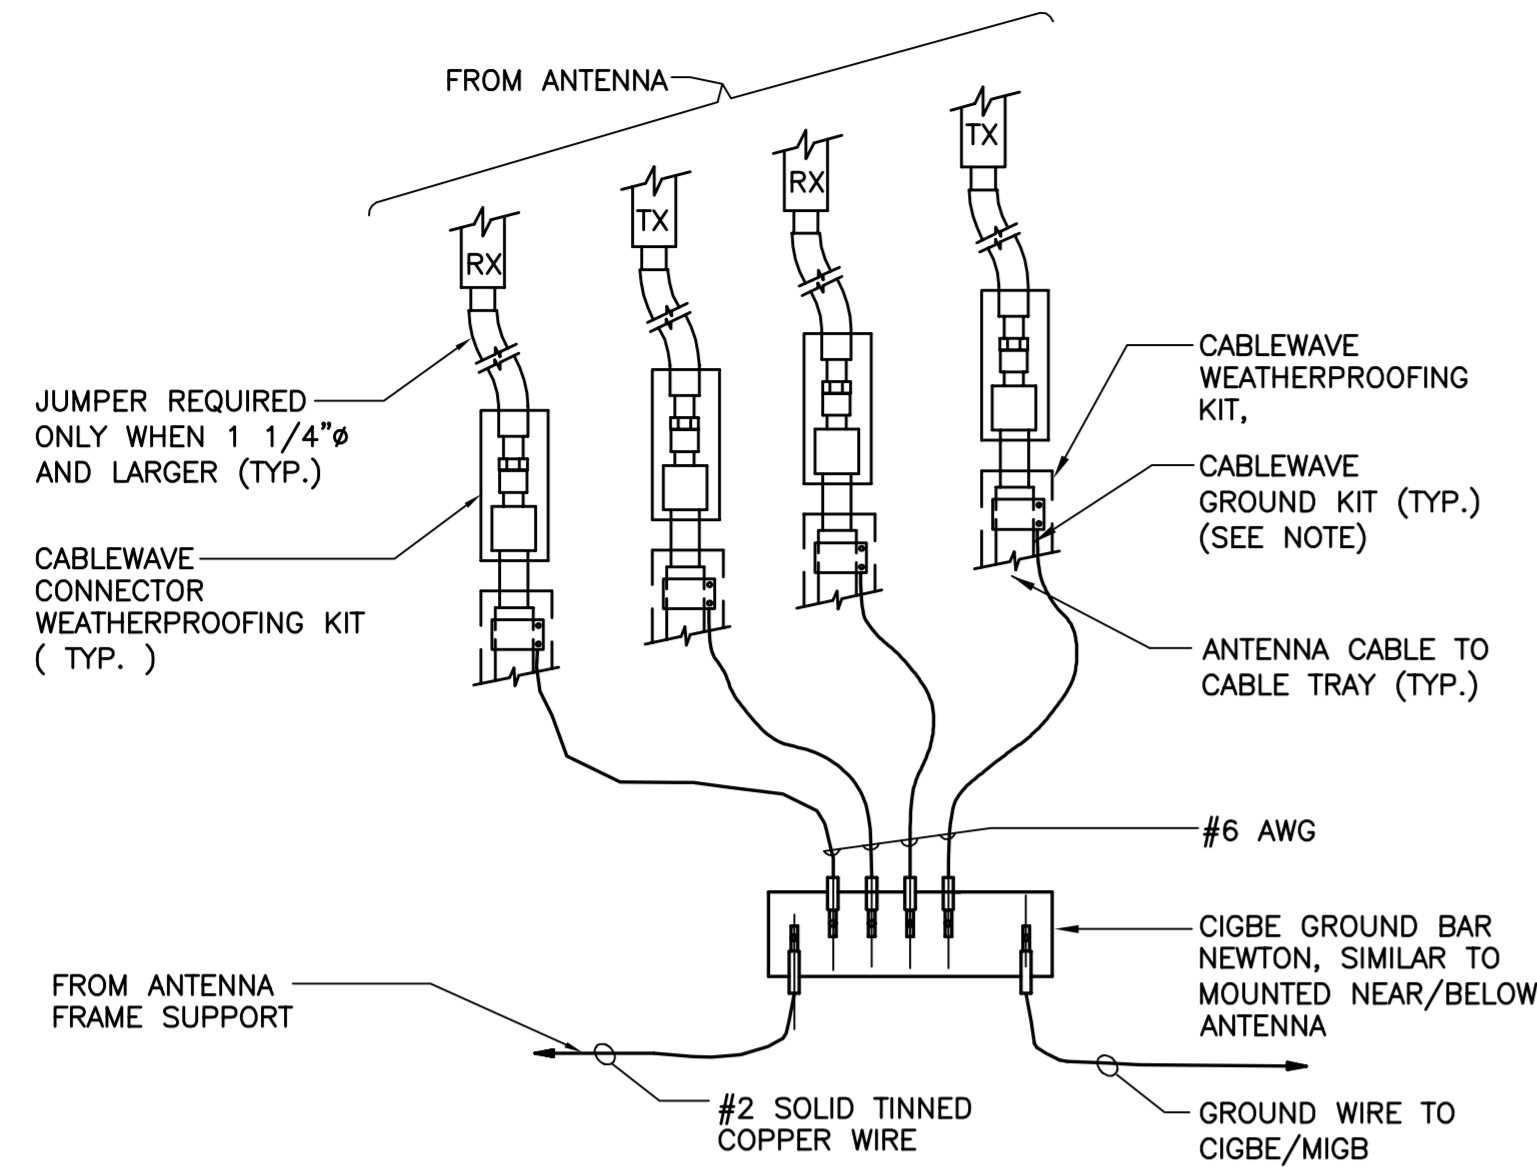 FROM ANTENNA
TX
RX
TX
RX
JUMPER REQUIRED
ONLY WHEN 1 1/4"ø
AND LARGER (TYP.)
CABLEWAVE
CONNECTOR
WEATHERPROOFING KIT
( TYP. )
CABLEWAVE
WEATHERPROOFING
KIT,
CABLEWAVE
GROUND KIT (TYP.)
(SEE NOTE)
ANTENNA CABLE TO
CABLE TRAY (TYP.)
#6 AWG
CIGBE GROUND BAR
NEWTON, SIMILAR TO
MOUNTED NEAR/BELOW
ANTENNA
FROM ANTENNA
FRAME SUPPORT
#2 SOLID TINNED
COPPER WIRE
GROUND WIRE TO
CIGBE/MIGB